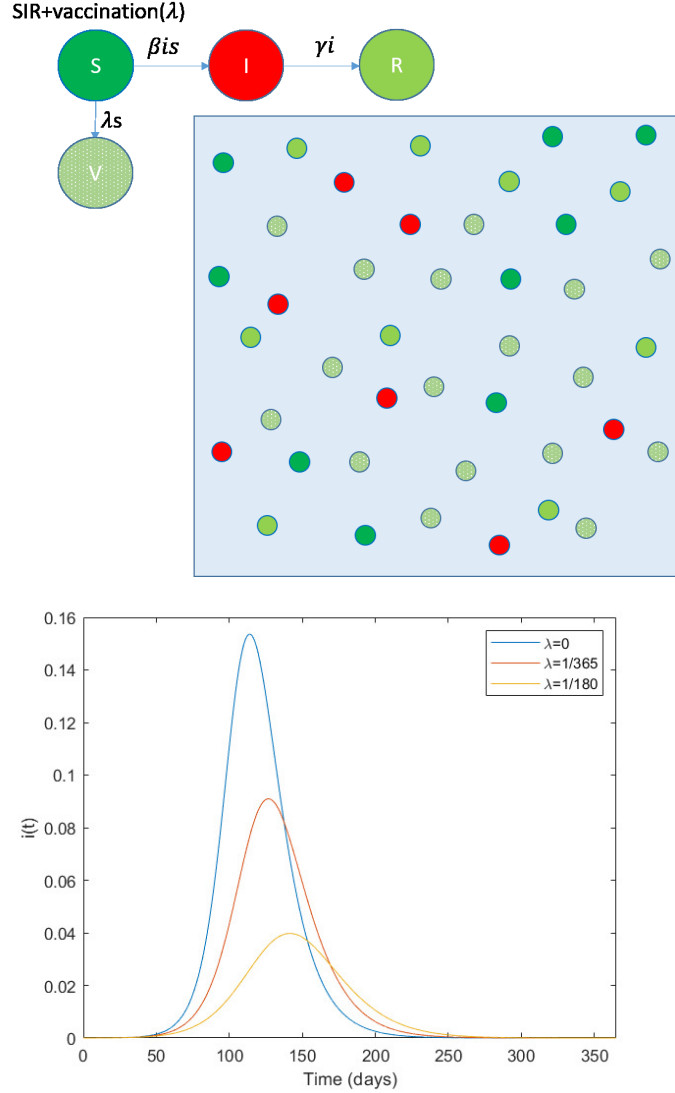 SIR+vaccination(𝜆)
βis
γi
S
I
R
λs
V
0.16
0.14
0.12
0.1
0.08
0.06
0.04
0.02
0
i(t)
λ=0
λ=1/365
λ=1/180
0 50 100 150 200 250 300 350
Time (days)